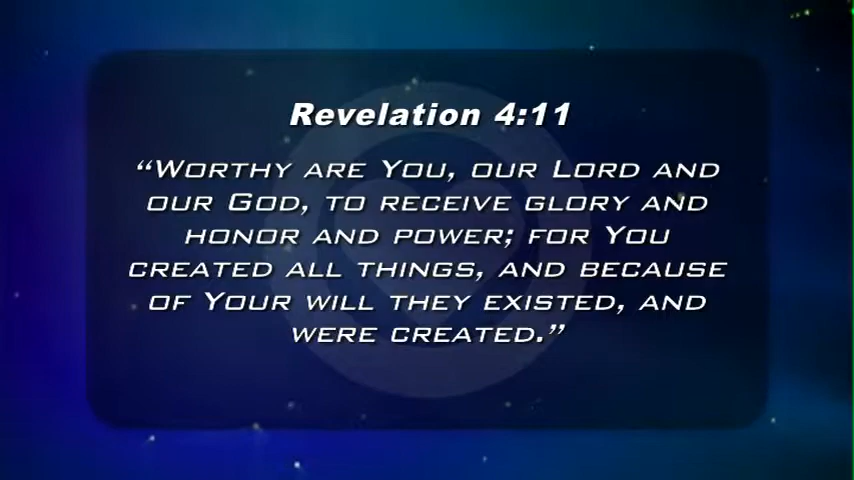 Revelation 4:11
“Worthy are You, our Lord and
our God, to receive glory and
honor and power; for You
created all things, and because
of Your will they existed, and
were created.”